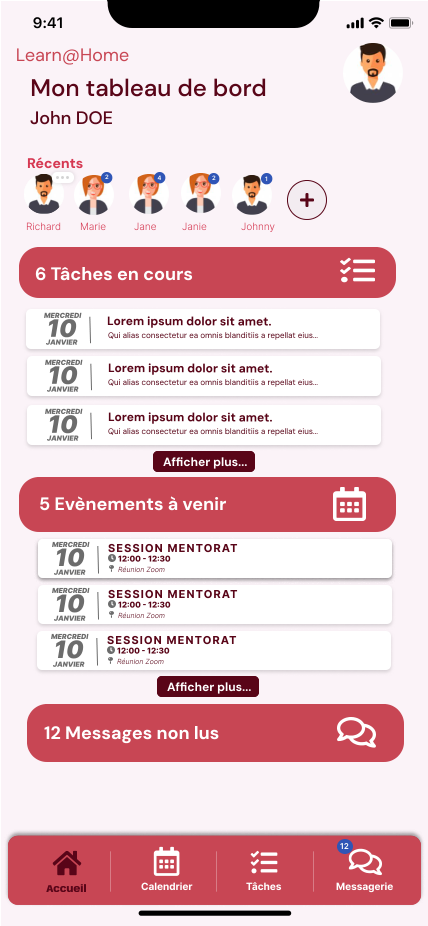 9:41
Learn@Home
Mon tableau de bord
John DOE
Récents
2
4
2
1
Richard
Marie
Jane
Janie
Johnny
6 Tâches en cours
MERCREDI
10
JANVIER
Lorem ipsum dolor sit amet.
Qui alias consectetur ea omnis blanditiis a repellat eius...
MERCREDI
10
JANVIER
Lorem ipsum dolor sit amet.
Qui alias consectetur ea omnis blanditiis a repellat eius...
MERCREDI
10
JANVIER
Lorem ipsum dolor sit amet.
Qui alias consectetur ea omnis blanditiis a repellat eius...
Afficher plus...
5 Evènements à venir
MERCREDI
10
JANVIER
SESSION MENTORAT
12:00 - 12:30
Réunion Zoom
MERCREDI
10
JANVIER
SESSION MENTORAT
12:00 - 12:30
Réunion Zoom
MERCREDI
10
JANVIER
SESSION MENTORAT
12:00 - 12:30
Réunion Zoom
Afficher plus...
12 Messages non lus
12
Accueil
Calendrier
Tâches
Messagerie